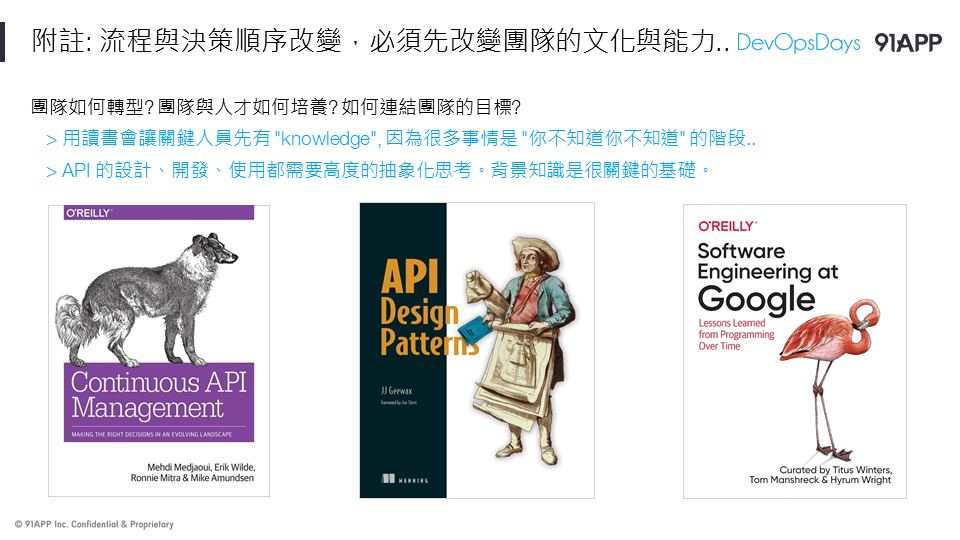 附註: 流程與決策順序改變，必須先改變團隊的文化與能力.. DevOpsDays 91APP
團隊如何轉型? 團隊與人才如何培養? 如何連結團隊的目標?
> 用讀書會讓關鍵人員先有 "knowledge", 因為很多事情是 "你不知道你不知道" 的階段..
> API 的設計、開發、使用都需要高度的抽象化思考。背景知識是很關鍵的基礎。
O'REILLY
Continuous API
Management
MAKING THE RIGHT DECISIONS IN AN EVOLVING LANDSCAPE
Mehdi Medjaoui, Erik Wilde,
Ronnie Mitra & Mike Amundsen
API
Design
Patterns
JJ Geewax
Foreword by Jon Skeet
MANNING
O'REILLY
Software
Engineering at
Google
Lessons Learned
from Programming
Over Time
Curated by Titus Winters,
Tom Manshreck & Hyrum Wright
© 91APP Inc. Confidential & Proprietary